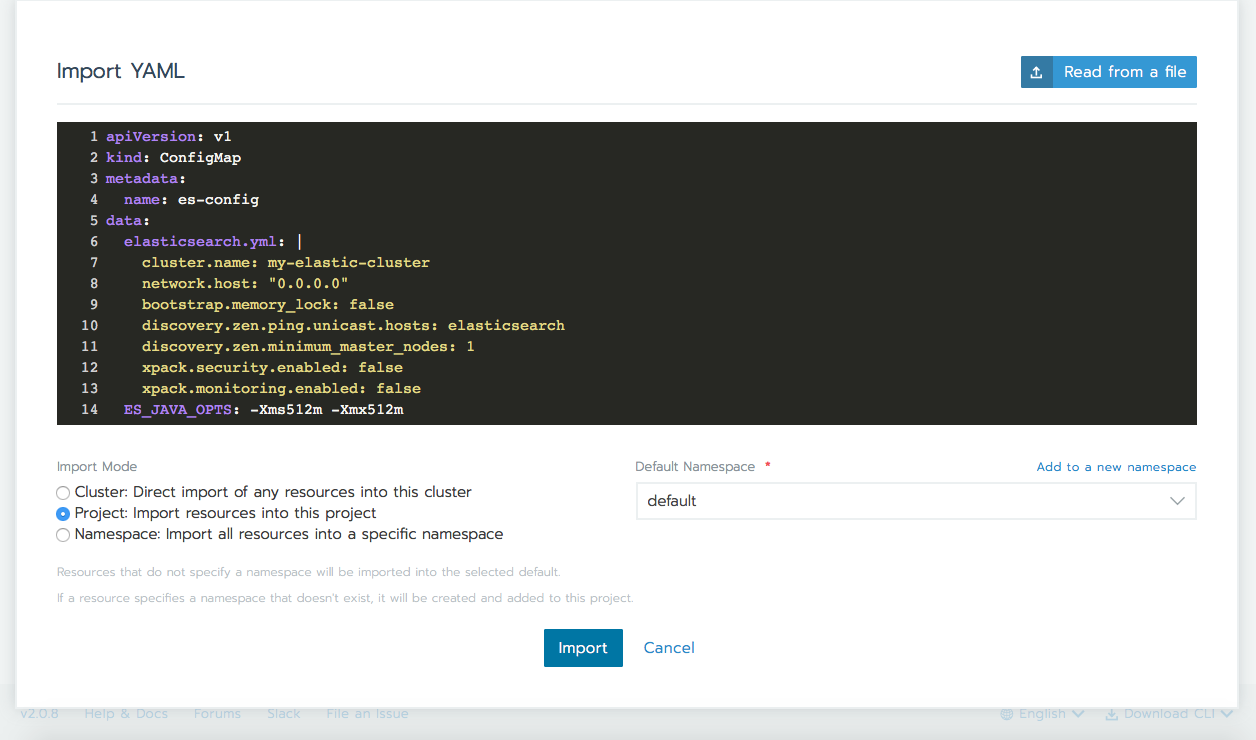 Import YAML
Read from a file
1 apiVersion: v1
2 kind: ConfigMap
3 metadata:
4   name: es-config
5 data:
6   elasticsearch.yml: |
7     cluster.name: my-elastic-cluster
8     network.host: "0.0.0.0"
9     bootstrap.memory_lock: false
10     discovery.zen.ping.unicast.hosts: elasticsearch
11     discovery.zen.minimum_master_nodes: 1
12     xpack.security.enabled: false
13     xpack.monitoring.enabled: false
14   ES_JAVA_OPTS: -Xms512m -Xmx512m
Import Mode
Cluster: Direct import of any resources into this cluster
Project: Import resources into this project
Namespace: Import all resources into a specific namespace
Default Namespace *
Add to a new namespace
default
Resources that do not specify a namespace will be imported into the selected default.
If a resource specifies a namespace that doesn't exist, it will be created and added to this project.
Import Cancel
v2.0.8 Help & Docs Forums Slack File an Issue English Download CLI